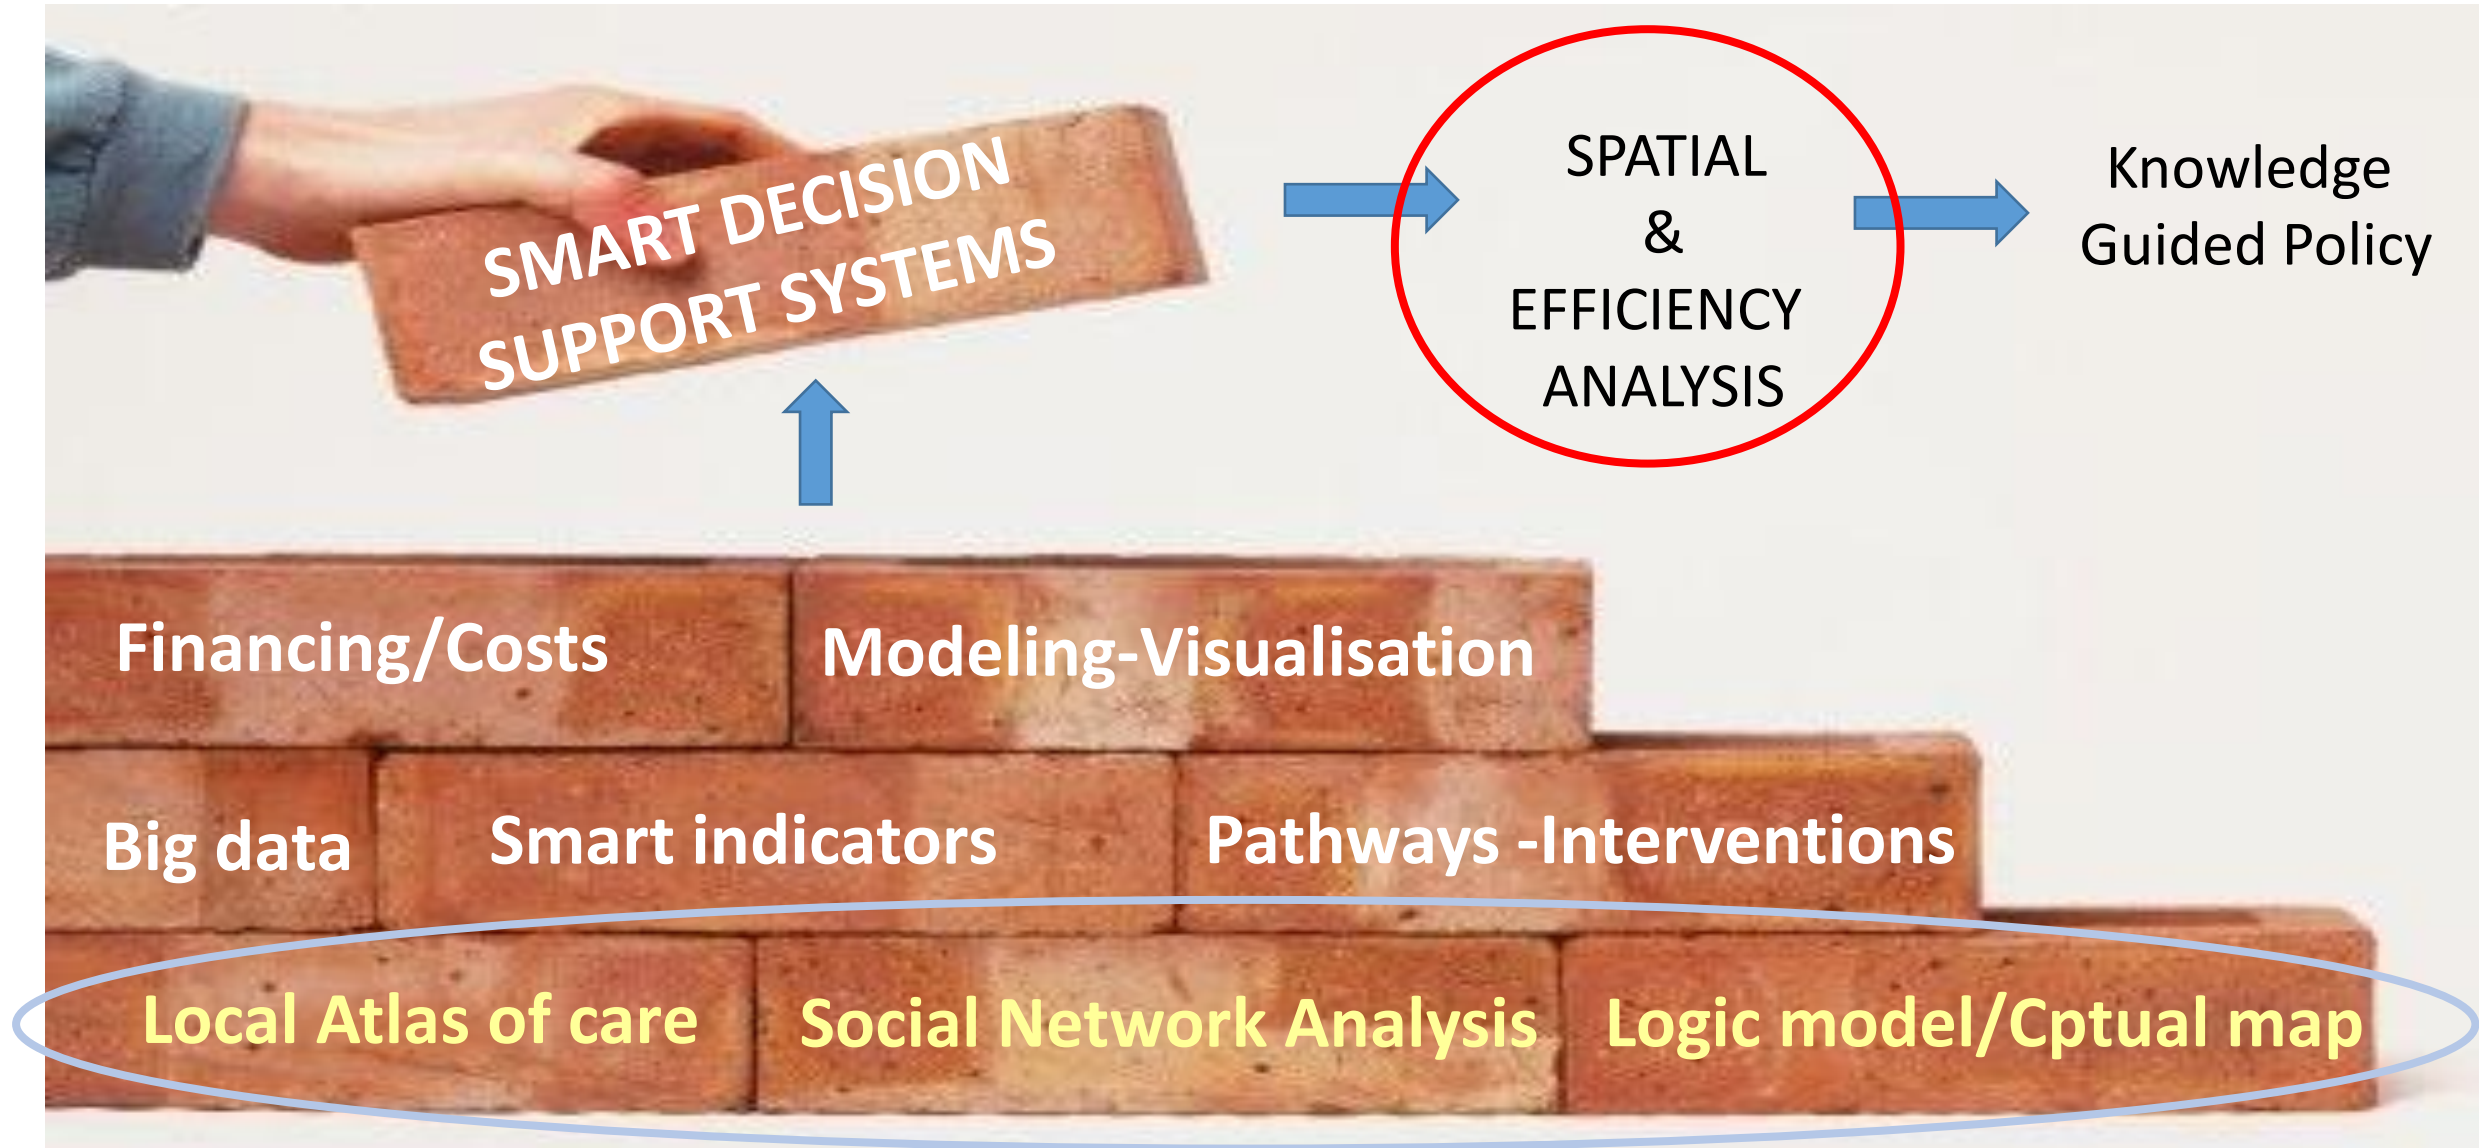 SMART DECISION
SUPPORT SYSTEMS
SPATIAL
&
EFFICIENCY
ANALYSIS
Knowledge
Guided Policy
Financing/Costs
Modeling-Visualisation
Big data
Smart indicators
Pathways -Interventions
Local Atlas of care
Social Network Analysis
Logic model/Cptual map